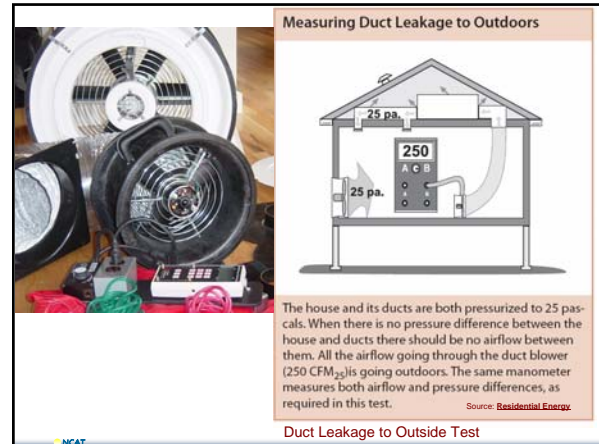 Measuring Duct Leakage to Outdoors
25 pa.
250
A C B
25 pa.
The house and its ducts are both pressurized to 25 pas-
cals. When there is no pressure difference between the
house and ducts there should be no airflow between
them. All the airflow going through the duct blower
(250 CFM25)is going outdoors. The same manometer
measures both airflow and pressure differences, as
required in this test.
Source: Residential Energy
Duct Leakage to Outside Test
NCAT